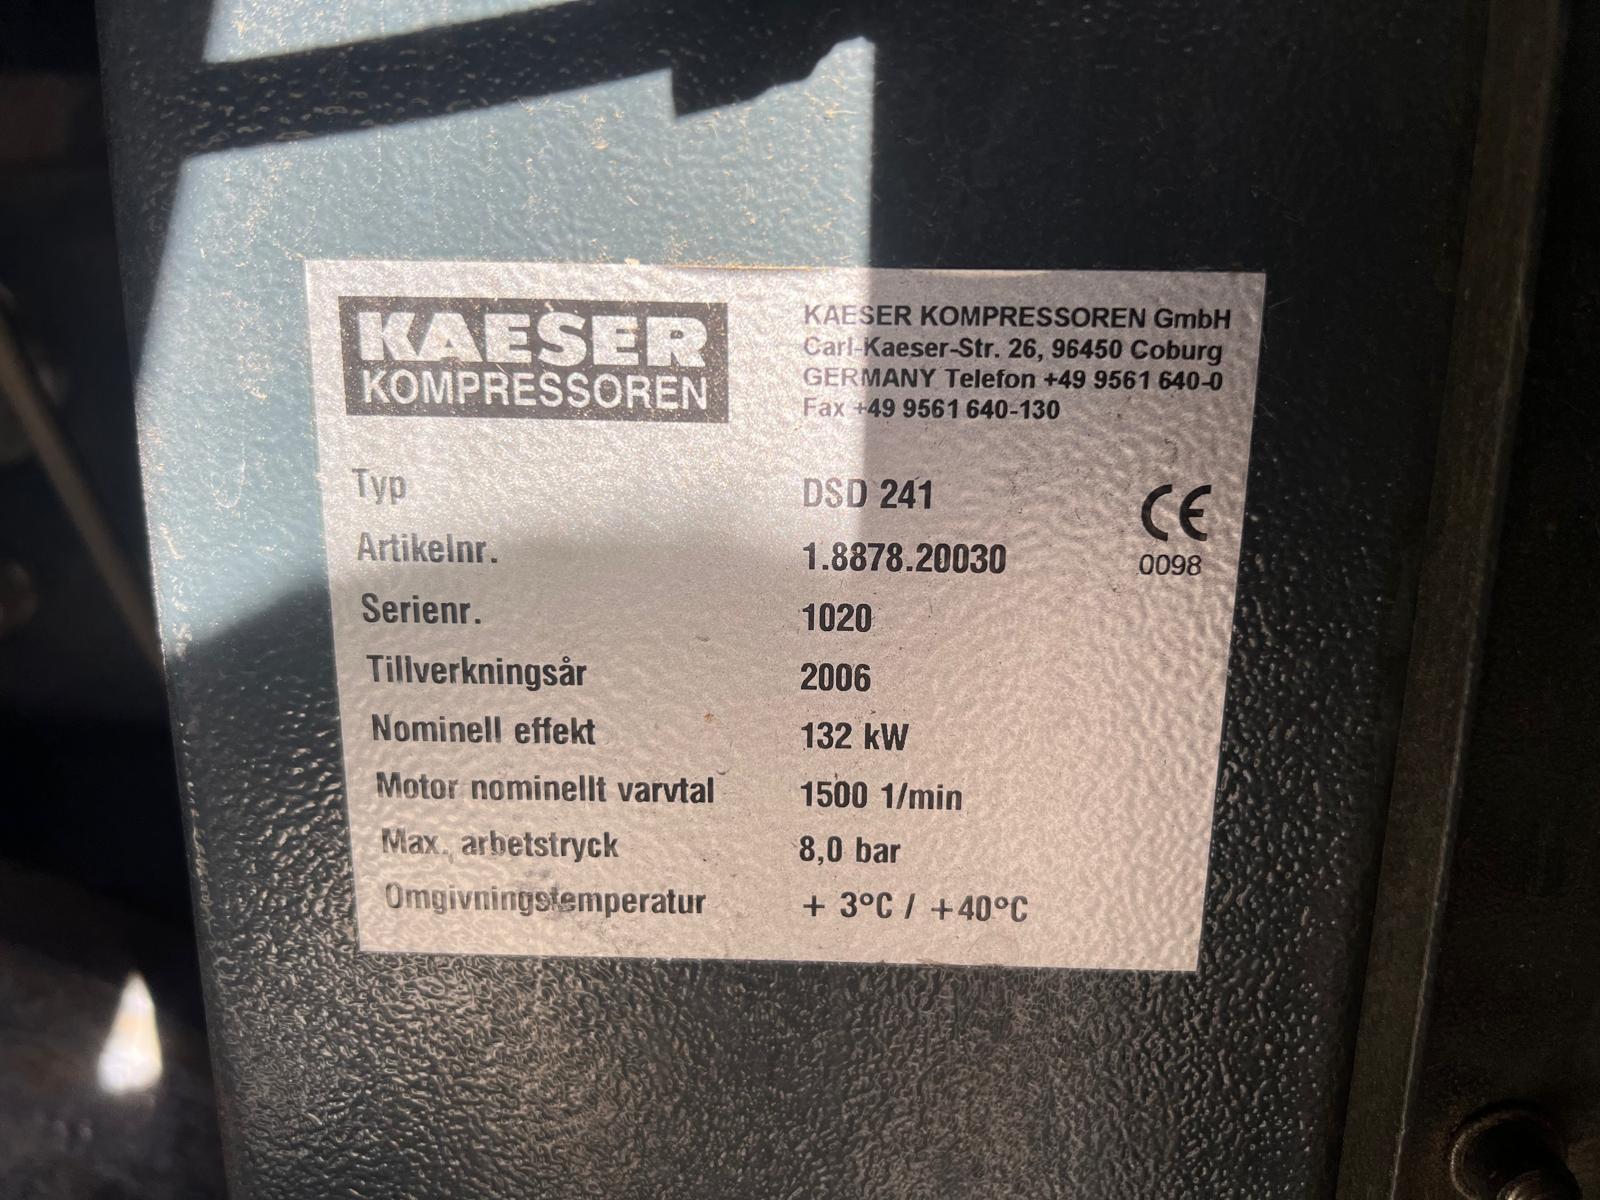 KAESER
KOMPRESSOREN
KAESER KOMPRESSOREN GmbH
Carl-Kaeser-Str. 26, 96450 Coburg
GERMANY Telefon +49 9561 640-0
Fax +49 9561 640-130
Typ DSD 241
CE
Artikelnr. 1.8878.20030
0098
Serienr. 1020
Tillverkningsår 2006
Nominell effekt 132 kW
Motor nominellt varvtal 1500 1/min
Max. arbetstryck 8,0 bar
Omgivningstemperatur + 3°C / +40°C